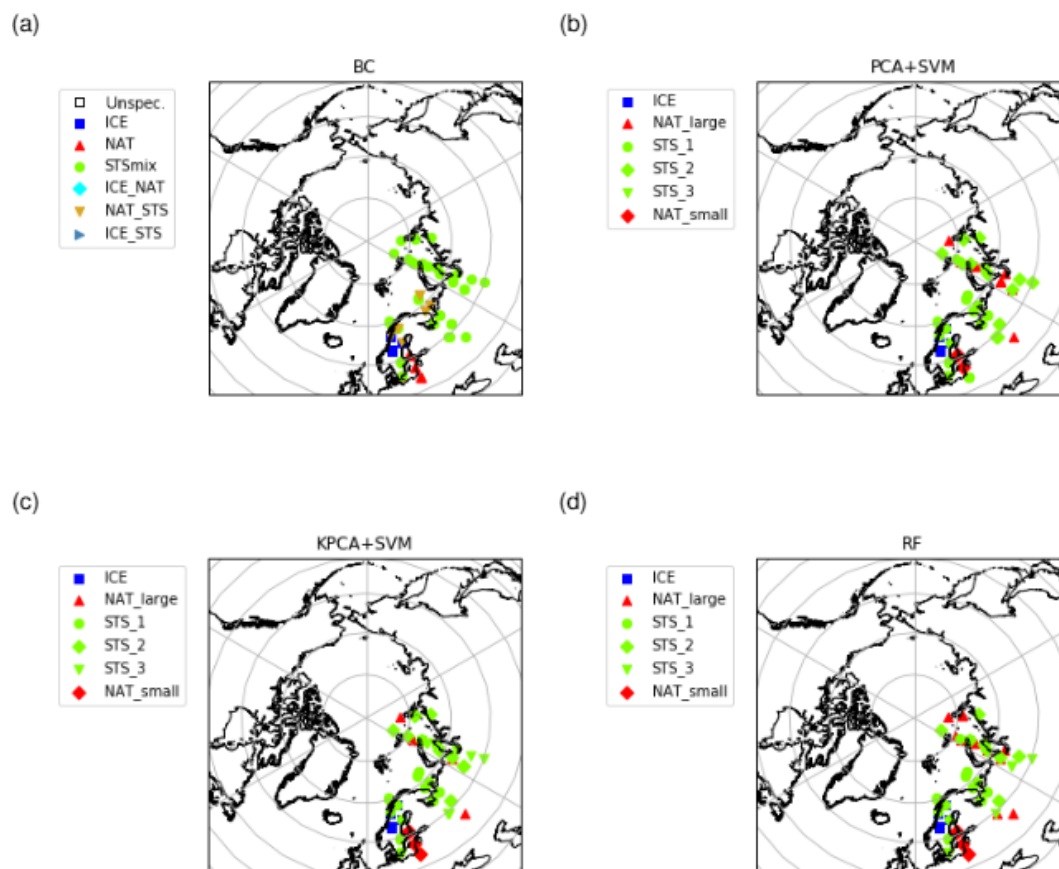 (a)
BC
Unspec.
ICE
NAT
STSmix
ICE_NAT
NAT_STS
ICE_STS
(b)
PCA+SVM
ICE
NAT_large
STS_1
STS_2
STS_3
NAT_small
(c)
KPCA+SVM
ICE
NAT_large
STS_1
STS_2
STS_3
NAT_small
(d)
RF
ICE
NAT_large
STS_1
STS_2
STS_3
NAT_small